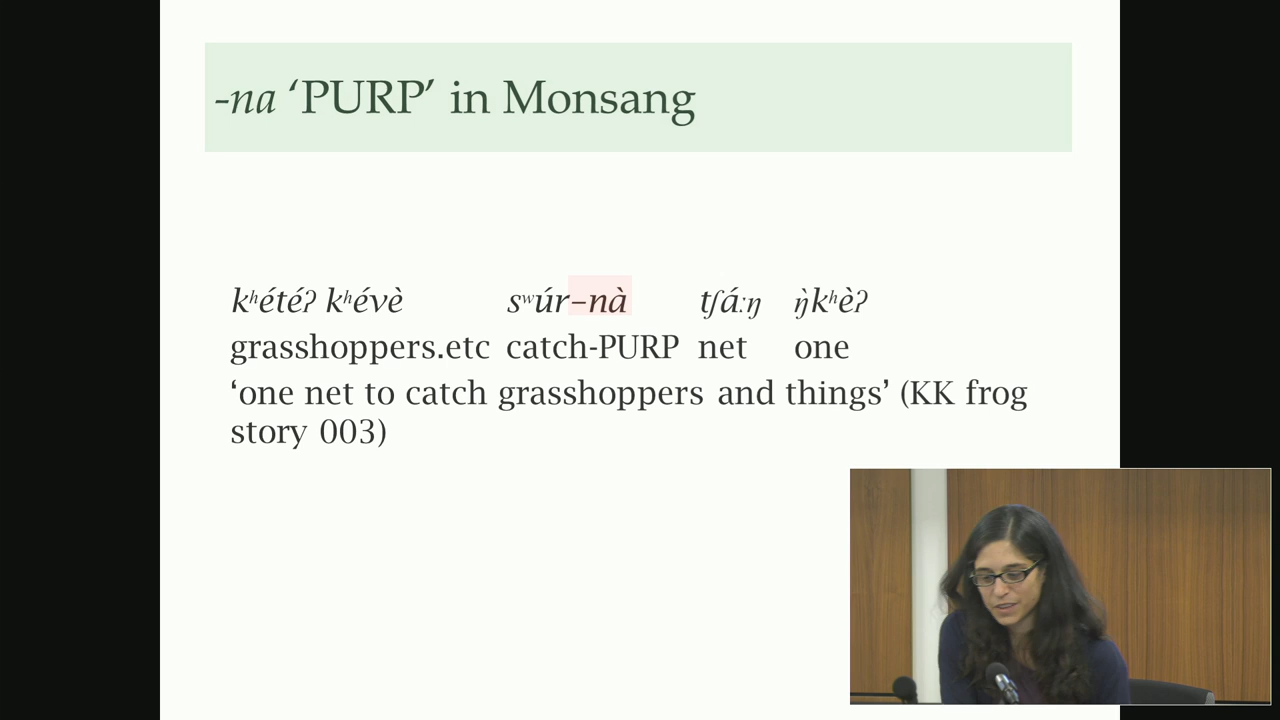 -na ‘PURP’ in Monsang
kʰétéʔ kʰévè sʷúr–nà tʃáːŋ ŋ̀kʰèʔ
grasshoppers.etc catch-PURP net one
‘one net to catch grasshoppers and things’ (KK frog
story 003)